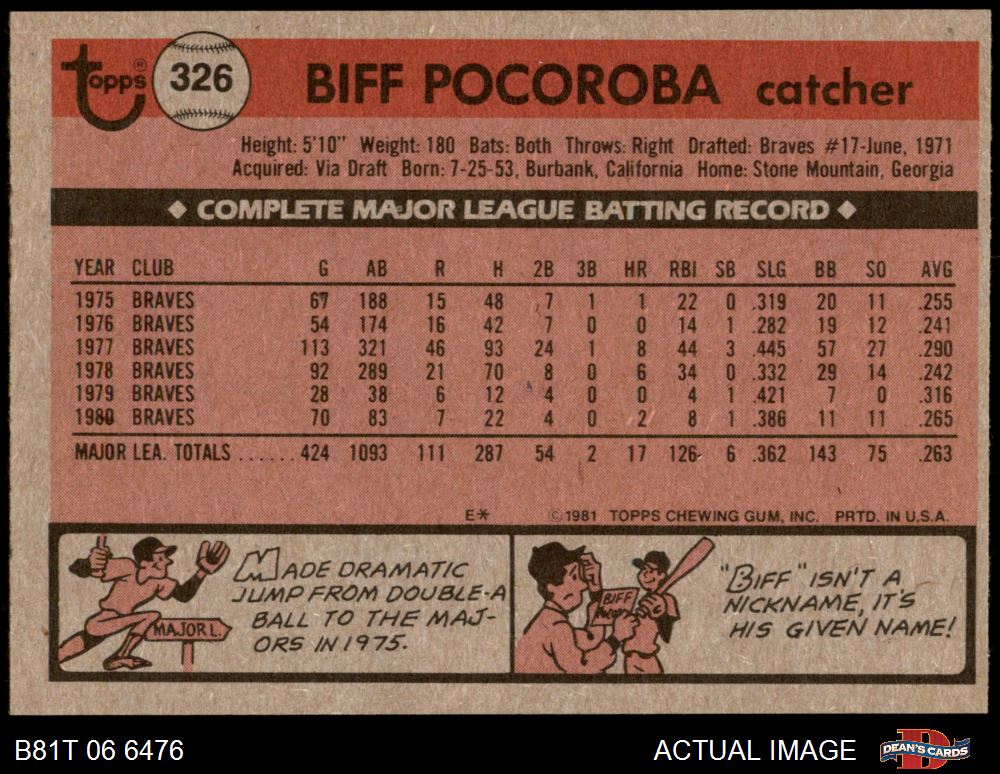 topps® 326 BIFF POCOROBA catcher
Height: 5'10" Weight: 180 Bats: Both Throws: Right Drafted: Braves #17-June, 1971
Acquired: Via Draft Born: 7-25-53, Burbank, California Home: Stone Mountain, Georgia
◆ COMPLETE MAJOR LEAGUE BATTING RECORD ◆
YEAR CLUB G AB R H 2B 3B HR RBI SB SLG BB SO AVG
1975 BRAVES 67 188 15 48 7 1 1 22 0 .319 20 11 .255
1976 BRAVES 54 174 16 42 7 0 0 14 1 .282 19 12 .241
1977 BRAVES 113 321 46 93 24 1 8 44 3 .445 57 27 .290
1978 BRAVES 92 289 21 70 8 0 6 34 0 .332 29 14 .242
1979 BRAVES 28 38 6 12 4 0 0 4 1 .421 7 0 .316
1980 BRAVES 70 83 7 22 4 0 2 8 1 .386 11 11 .265
MAJOR LEA. TOTALS ...... 424 1093 111 287 54 2 17 126 6 .362 143 75 .263
E* ©1981 TOPPS CHEWING GUM, INC. PRTD. IN U.S.A.
MADE DRAMATIC
JUMP FROM DOUBLE-A
BALL TO THE MAJ-
ORS IN 1975.
MAJOR L.
BIFF
"BIFF" ISN'T A
NICKNAME, IT'S
HIS GIVEN NAME!
B81T 06 6476 ACTUAL IMAGE DEAN'S CARDS